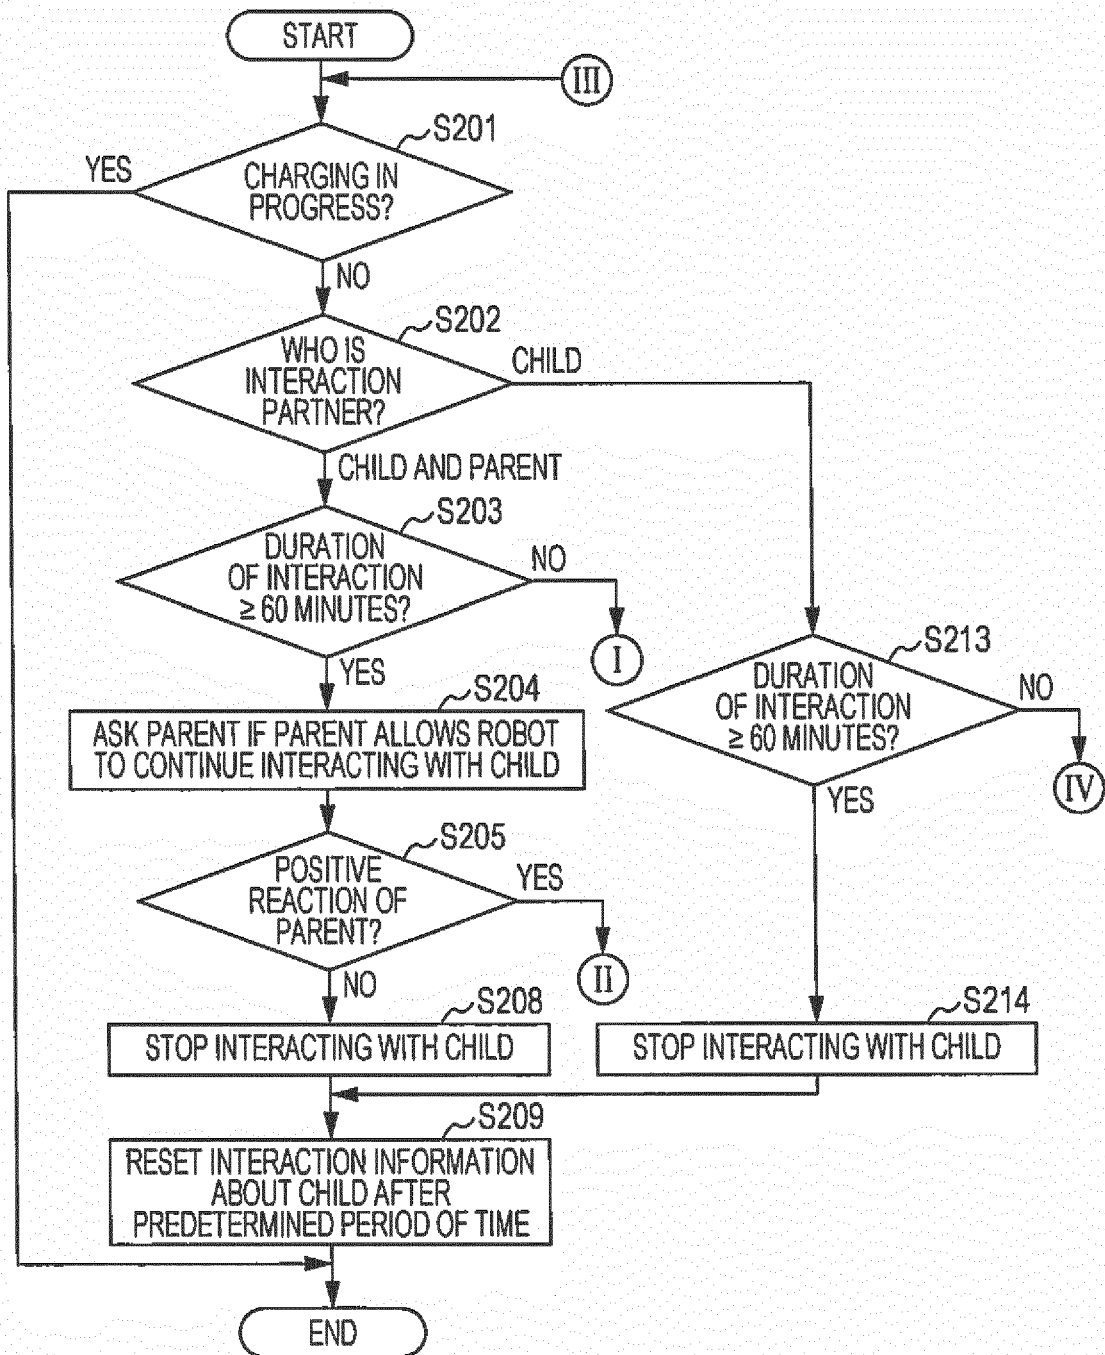 START
III
S201
YES
CHARGING IN
PROGRESS?
NO
S202
WHO IS
INTERACTION
PARTNER?
CHILD
CHILD AND PARENT
S203
DURATION
OF INTERACTION
≥ 60 MINUTES?
NO
I
YES
S213
DURATION
OF INTERACTION
≥ 60 MINUTES?
NO
IV
YES
S204
ASK PARENT IF PARENT ALLOWS ROBOT
TO CONTINUE INTERACTING WITH CHILD
S205
POSITIVE
REACTION OF
PARENT?
YES
II
NO
S208
STOP INTERACTING WITH CHILD
S214
STOP INTERACTING WITH CHILD
S209
RESET INTERACTION INFORMATION
ABOUT CHILD AFTER
PREDETERMINED PERIOD OF TIME
END